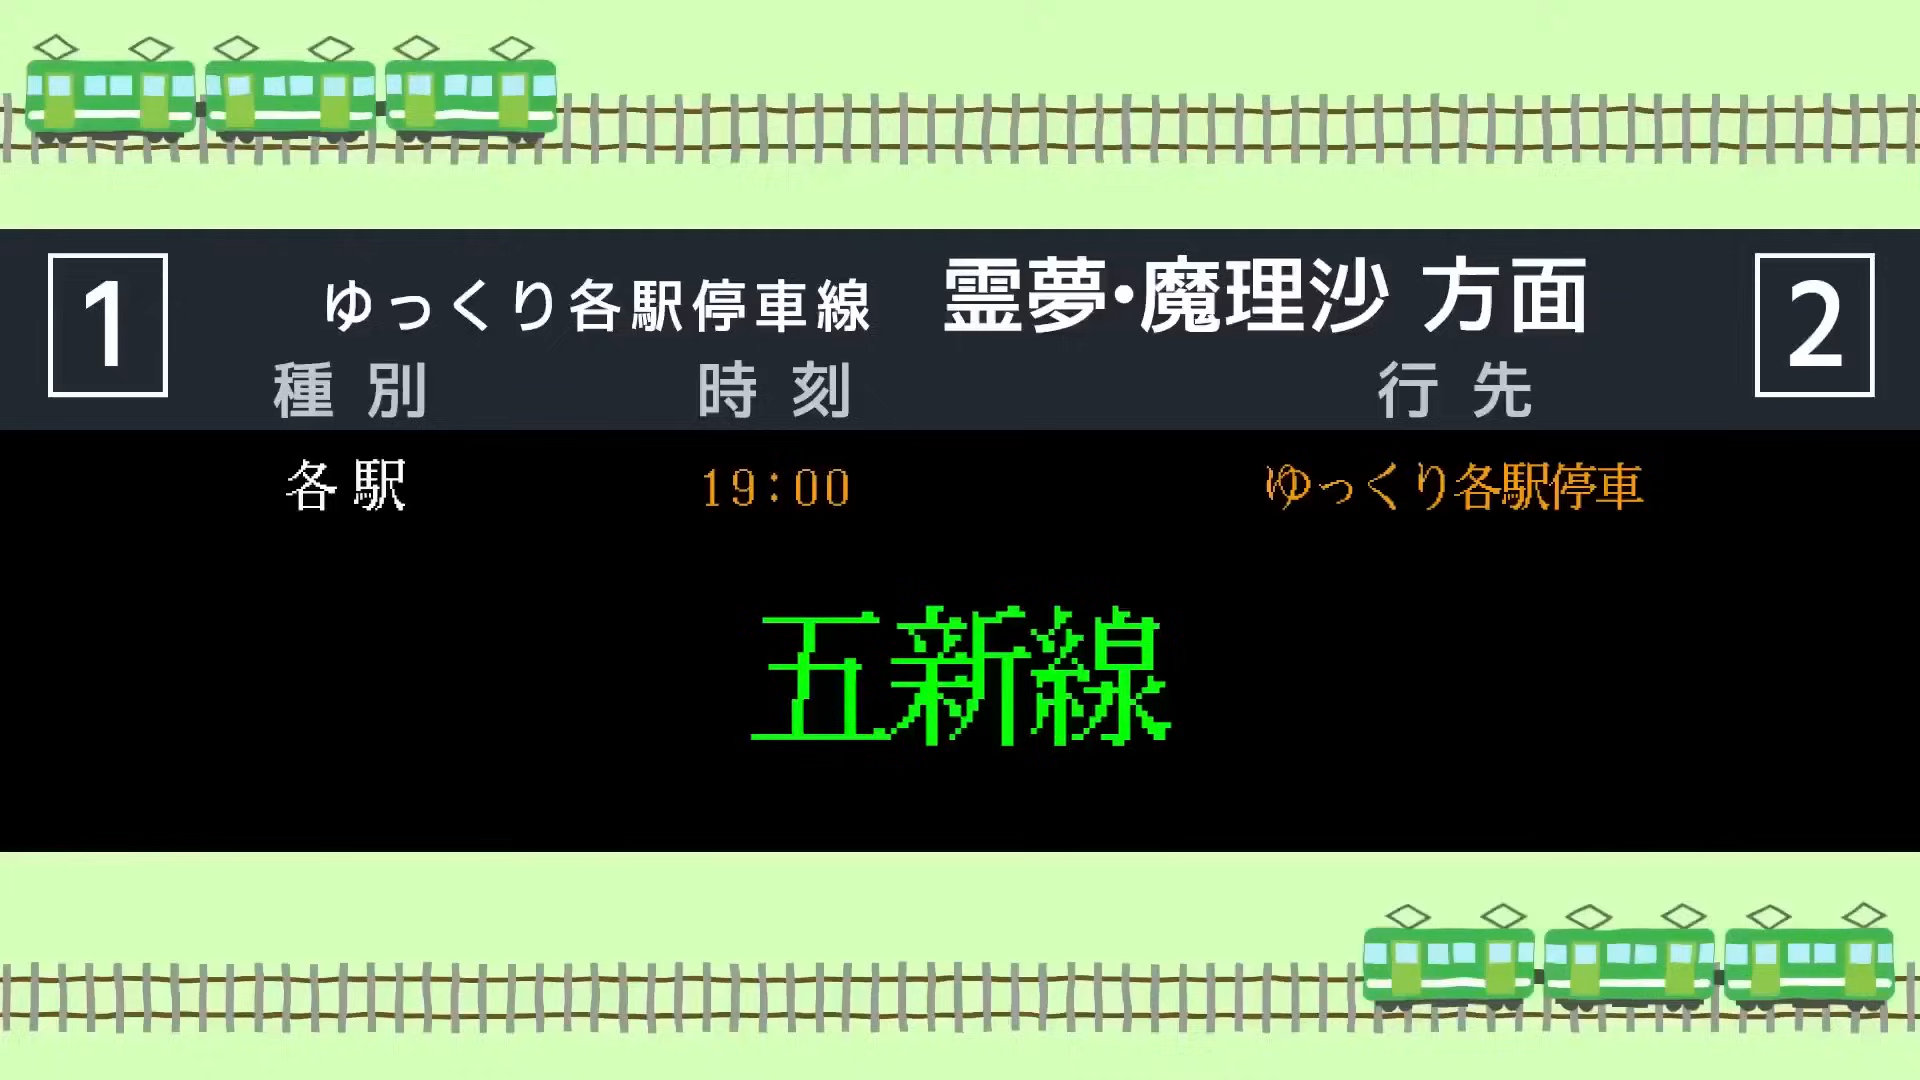 1 ゆっくり各駅停車線 霊夢・魔理沙 方面 2
種別 時刻 行先
各駅 19:00 ゆっくり各駅停車
五新線